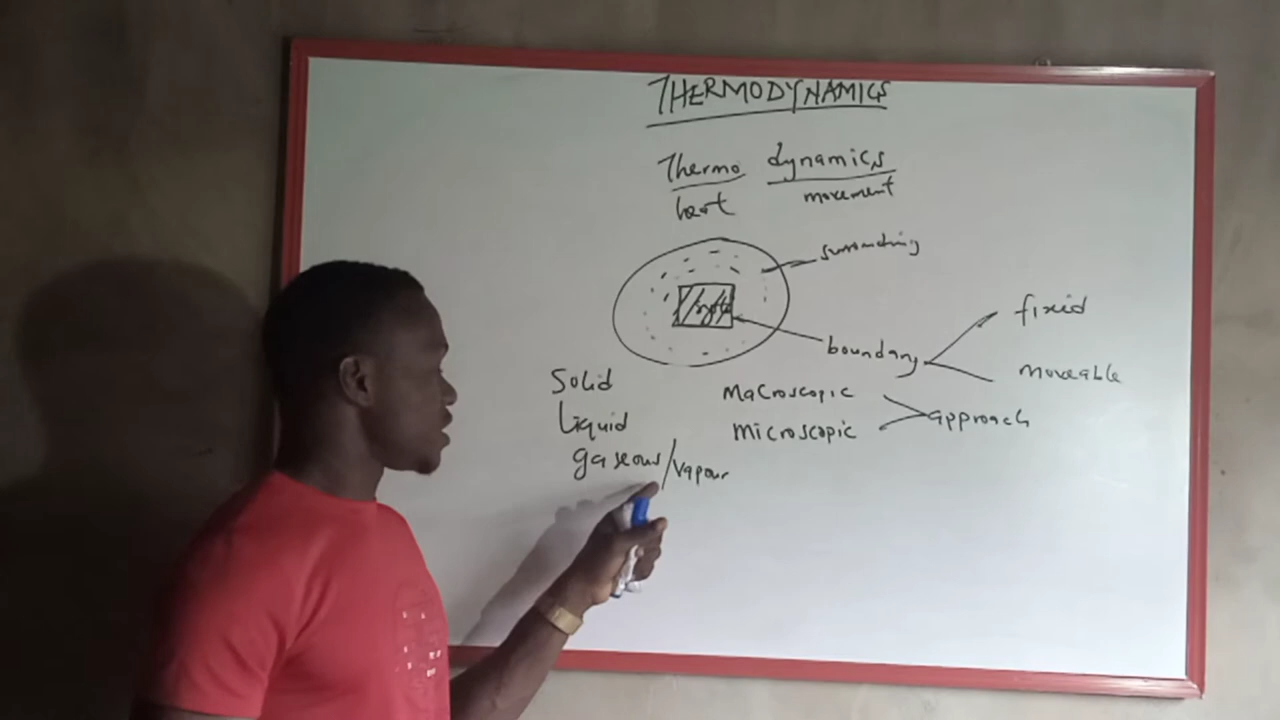 THERMODYNAMICS
Thermo dynamics
heat movement
surrounding
boundary
fixed
moveable
Solid
Liquid
gaseous/vapour
Macroscopic
microscopic
approach